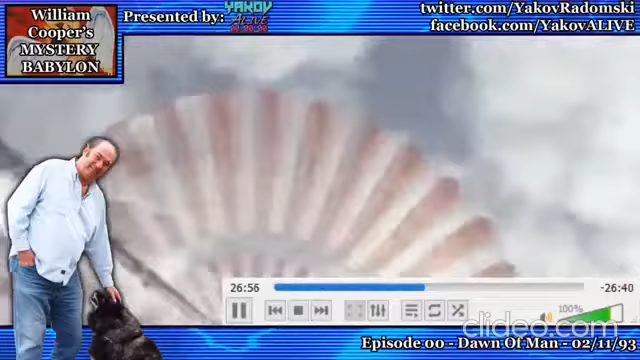 William
Cooper's
MYSTERY
BABYLON
Presented by:
YAKOV
ALIVE
twitter.com/YakovRadomski
facebook.com/YakovALIVE
26:56
-26:40
100%
clideo.com
Episode 00 - Dawn Of Man - 02/11/93